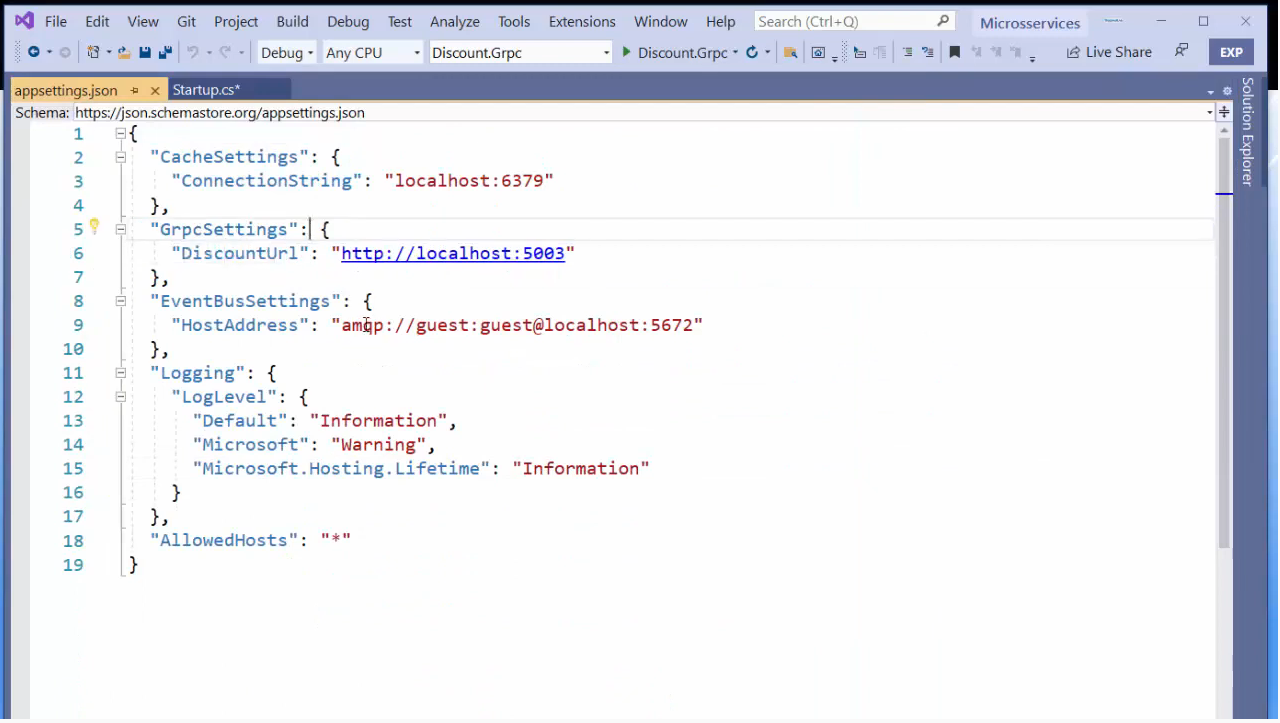 File Edit View Git Project Build Debug Test Analyze Tools Extensions Window Help Search (Ctrl+Q) Microsservices
Debug Any CPU Discount.Grpc Discount.Grpc Live Share EXP
appsettings.json Startup.cs*
Schema: https://json.schemastore.org/appsettings.json
Solution Explorer
1 {
2 "CacheSettings": {
3 "ConnectionString": "localhost:6379"
4 },
5 "GrpcSettings": {
6 "DiscountUrl": "http://localhost:5003"
7 },
8 "EventBusSettings": {
9 "HostAddress": "amqp://guest:guest@localhost:5672"
10 },
11 "Logging": {
12 "LogLevel": {
13 "Default": "Information",
14 "Microsoft": "Warning",
15 "Microsoft.Hosting.Lifetime": "Information"
16 }
17 },
18 "AllowedHosts": "*"
19 }